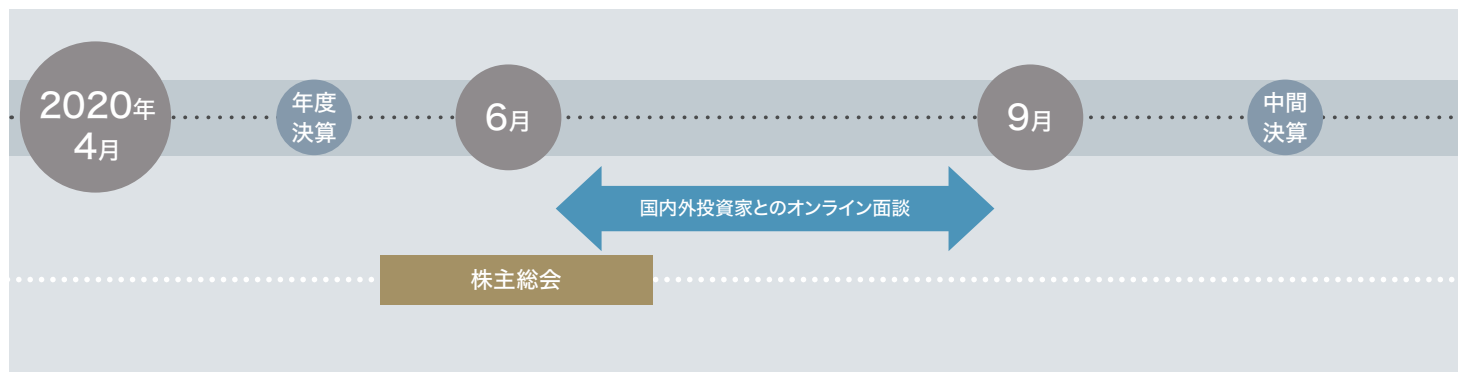 2020年
4月
年度
決算
6月
9月
中間
決算
国内外投資家とのオンライン面談
株主総会